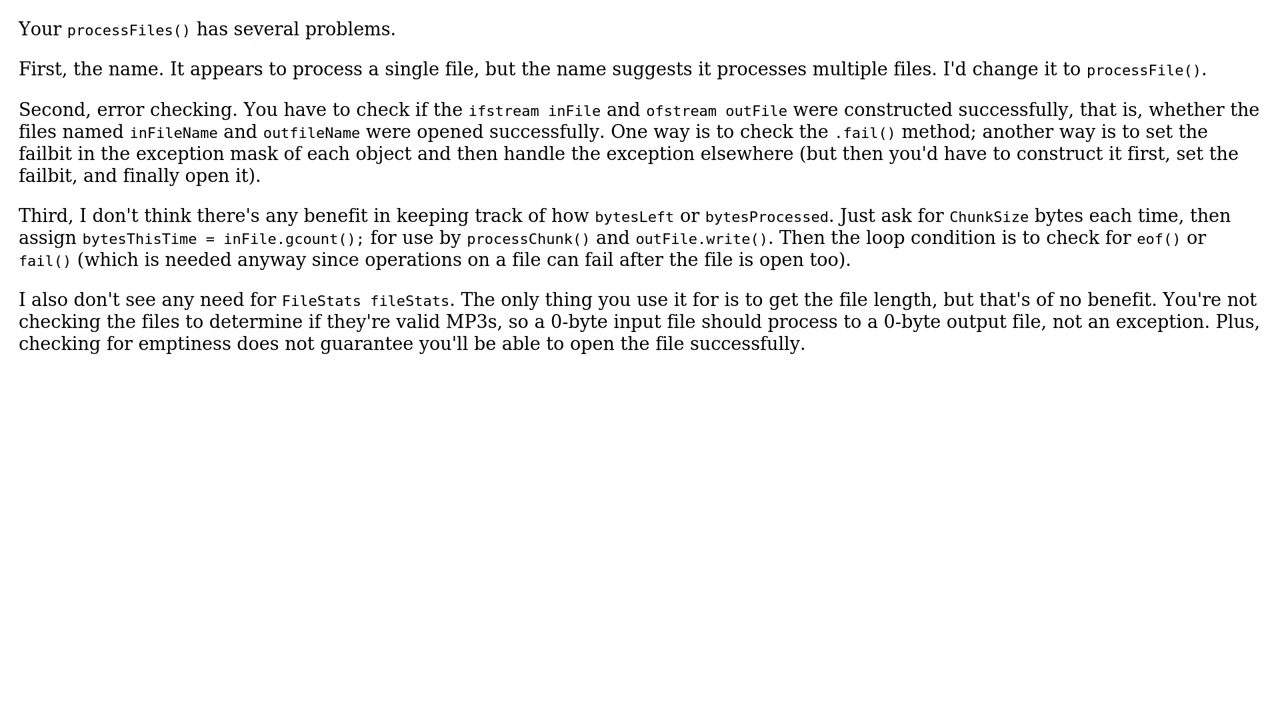 Your processFiles() has several problems.
First, the name. It appears to process a single file, but the name suggests it processes multiple files. I'd change it to processFile().
Second, error checking. You have to check if the ifstream inFile and ofstream outFile were constructed successfully, that is, whether the
files named inFileName and outfileName were opened successfully. One way is to check the .fail() method; another way is to set the
failbit in the exception mask of each object and then handle the exception elsewhere (but then you'd have to construct it first, set the
failbit, and finally open it).
Third, I don't think there's any benefit in keeping track of how bytesLeft or bytesProcessed. Just ask for ChunkSize bytes each time, then
assign bytesThisTime = inFile.gcount(); for use by processChunk() and outFile.write(). Then the loop condition is to check for eof() or
fail() (which is needed anyway since operations on a file can fail after the file is open too).
I also don't see any need for FileStats fileStats. The only thing you use it for is to get the file length, but that's of no benefit. You're not
checking the files to determine if they're valid MP3s, so a 0-byte input file should process to a 0-byte output file, not an exception. Plus,
checking for emptiness does not guarantee you'll be able to open the file successfully.